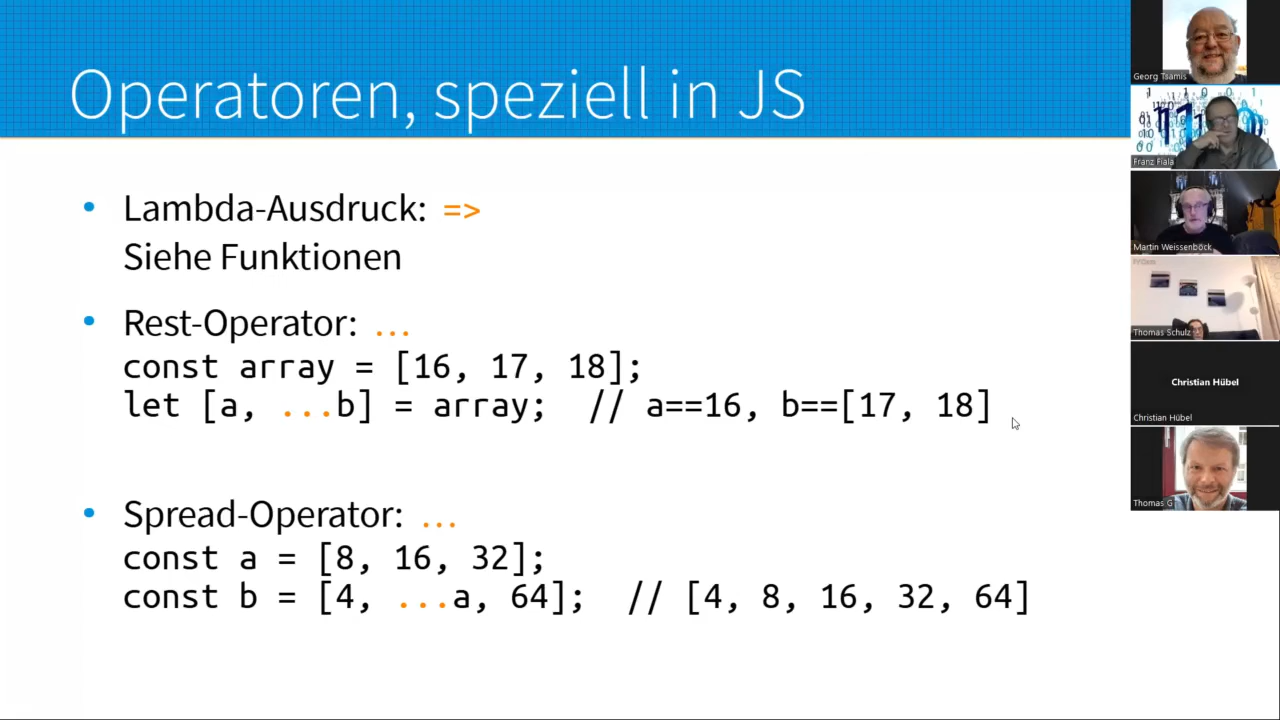 Operatoren, speziell in JS
• Lambda-Ausdruck: =>
Siehe Funktionen
• Rest-Operator: ...
const array = [16, 17, 18];
let [a, ...b] = array;  // a==16, b==[17, 18]
• Spread-Operator: ...
const a = [8, 16, 32];
const b = [4, ...a, 64];  // [4, 8, 16, 32, 64]
Georg Tsamis
Franz Fiala
Martin Weissenböck
Thomas Schulz
Christian Hübel
Christian Hübel
Thomas G